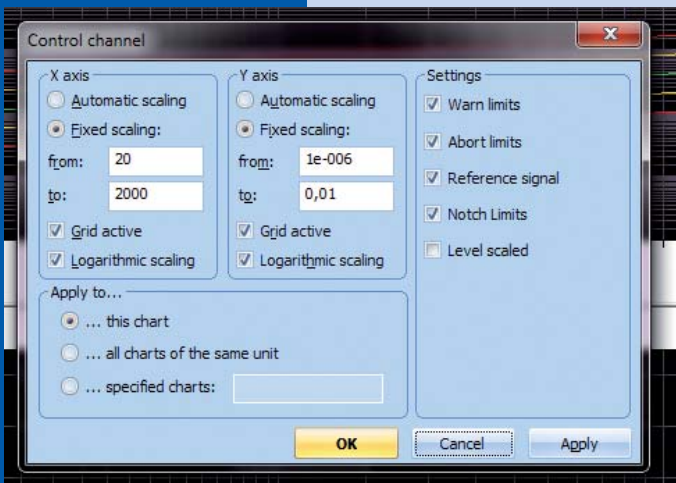 Control channel
X axis
Automatic scaling
Fixed scaling:
from: 20
to: 2000
Grid active
Logarithmic scaling
Y axis
Automatic scaling
Fixed scaling:
from: 1e-006
to: 0,01
Grid active
Logarithmic scaling
Settings
Warn limits
Abort limits
Reference signal
Notch Limits
Level scaled
Apply to...
... this chart
... all charts of the same unit
... specified charts:
OK
Cancel
Apply